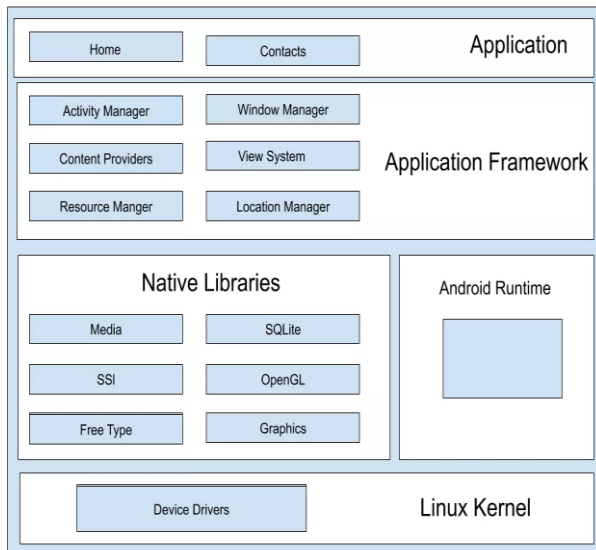 Home
Contacts
Application
Activity Manager
Window Manager
Content Providers
View System
Application Framework
Resource Manger
Location Manager
Native Libraries
Android Runtime
Media
SQLite
SSI
OpenGL
Free Type
Graphics
Device Drivers
Linux Kernel